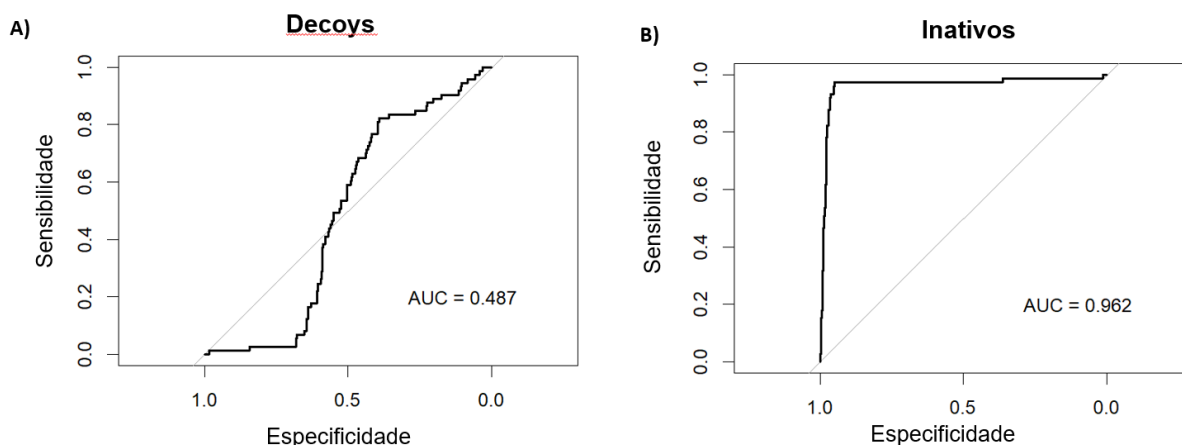 A)
Decoys
Sensibilidade
1.0
0.8
0.6
0.4
0.2
0.0
AUC = 0.487
1.0 0.5 0.0
Especificidade
B)
Inativos
Sensibilidade
1.0
0.8
0.6
0.4
0.2
0.0
AUC = 0.962
1.0 0.5 0.0
Especificidade